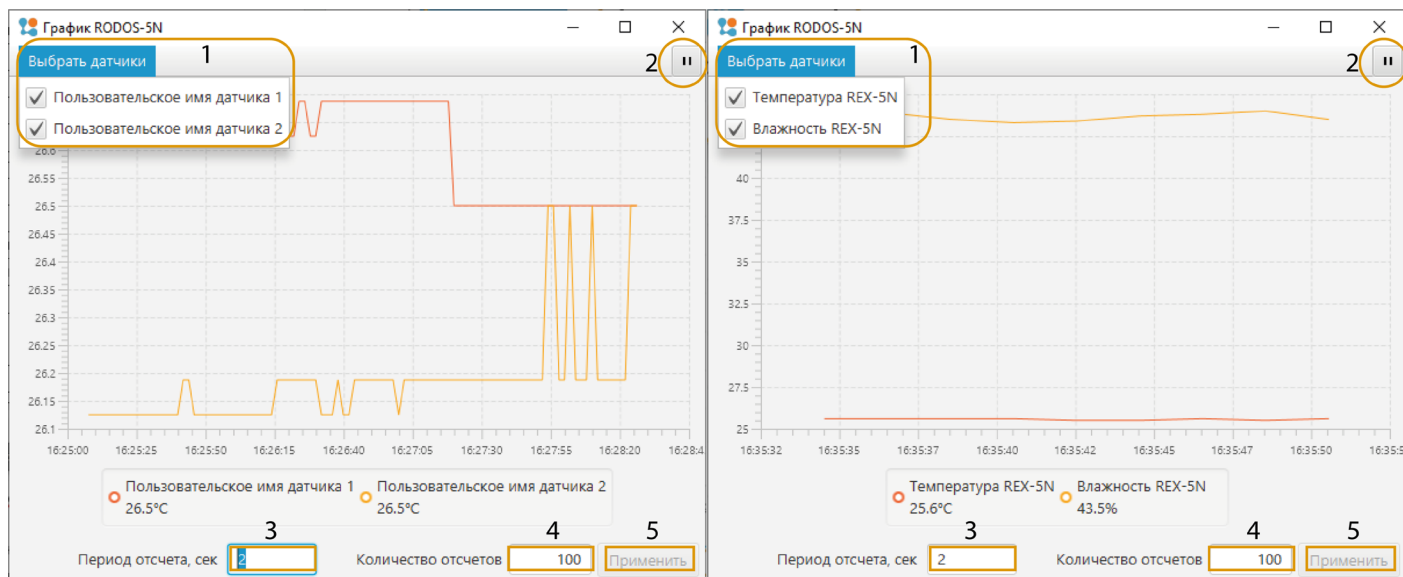 График RODOS-5N
Выбрать датчики
1
2
Пользовательское имя датчика 1
Пользовательское имя датчика 2
26.55
26.5
26.45
26.4
26.35
26.3
26.25
26.2
26.15
26.1
16:25:00 16:25:25 16:25:50 16:26:15 16:26:40 16:27:05 16:27:30 16:27:55 16:28:20
Пользовательское имя датчика 1 Пользовательское имя датчика 2
26.5°C 26.5°C
3 4 5
Период отсчета, сек 2 Количество отсчетов 100 Применить
График RODOS-5N
Выбрать датчики
1
2
Температура REX-5N
Влажность REX-5N
40
37.5
35
32.5
30
27.5
25
16:35:32 16:35:35 16:35:37 16:35:40 16:35:42 16:35:45 16:35:47 16:35:50
Температура REX-5N Влажность REX-5N
25.6°C 43.5%
3 4 5
Период отсчета, сек 2 Количество отсчетов 100 Применить